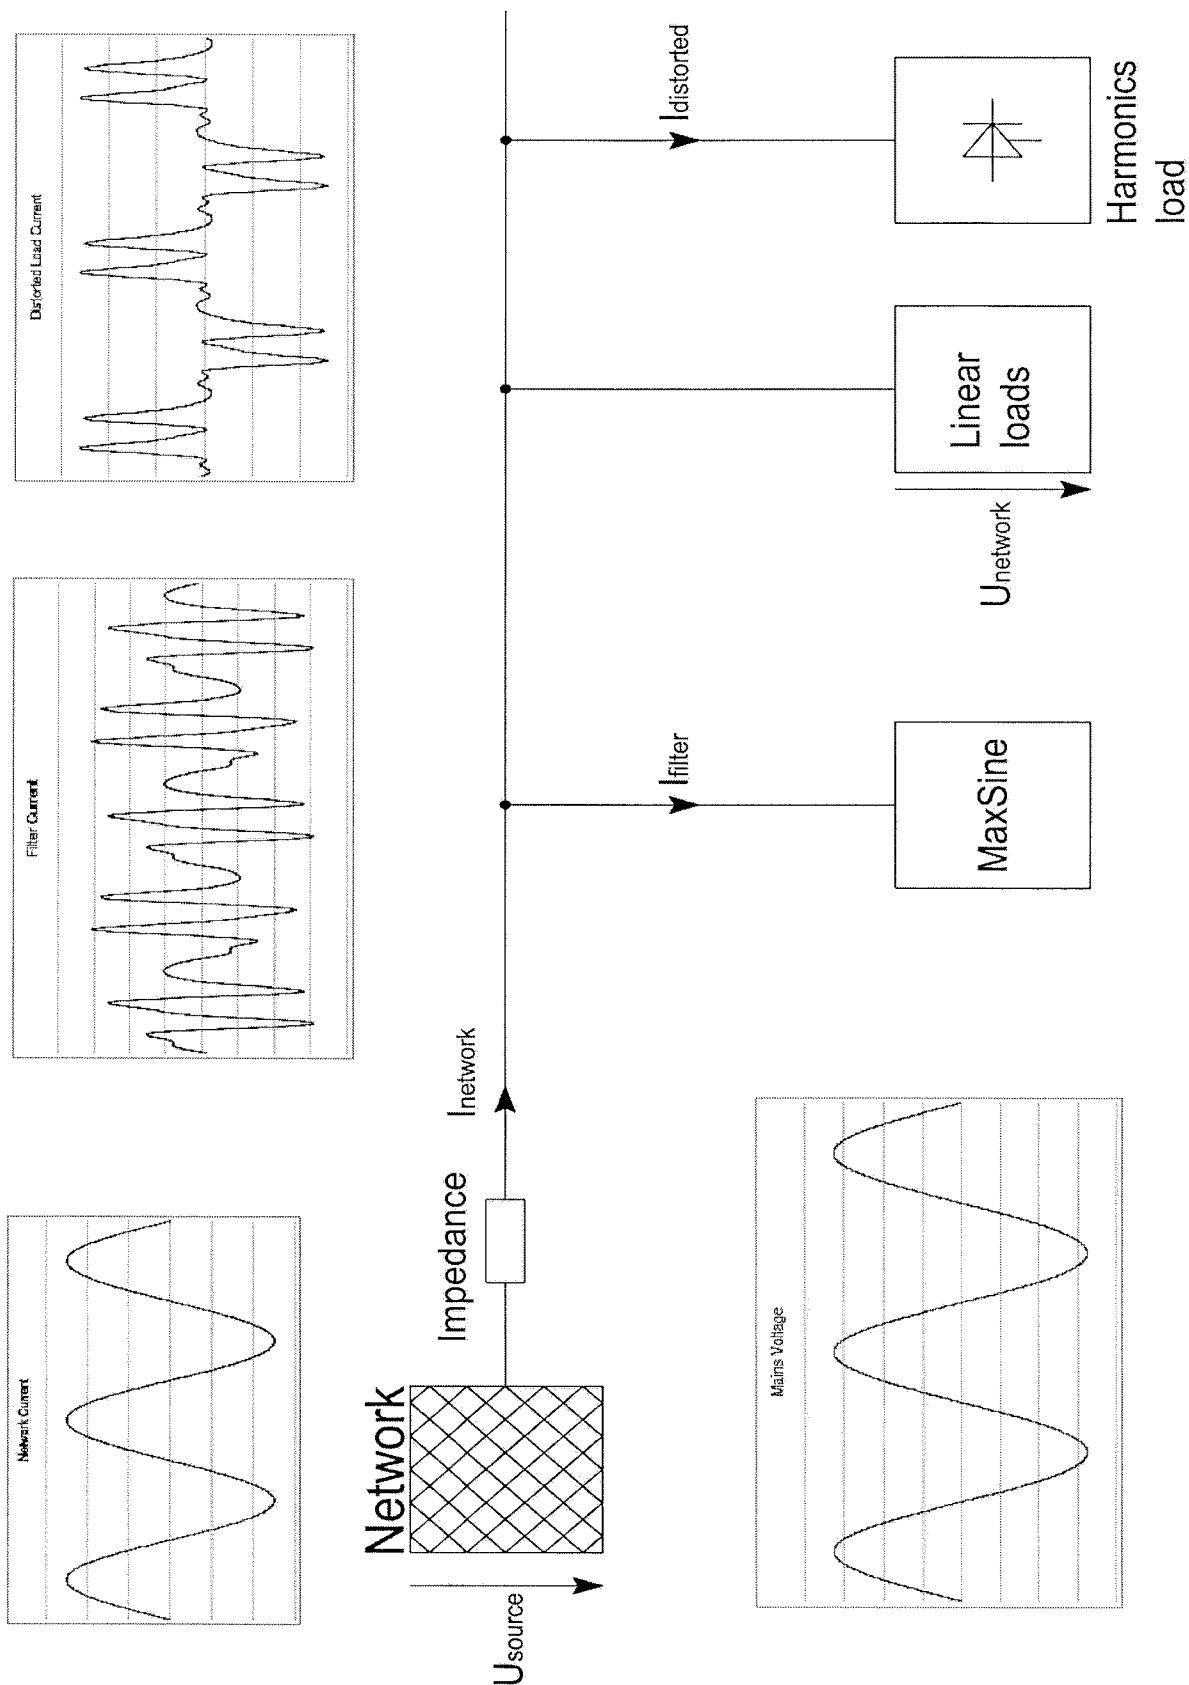 Network Current
Filter Current
Distorted Load Current
Network
Impedance
Inetwork
Ifilter
Idistorted
Usource
Mains Voltage
MaxSine
Unetwork
Linear
loads
Harmonics
load